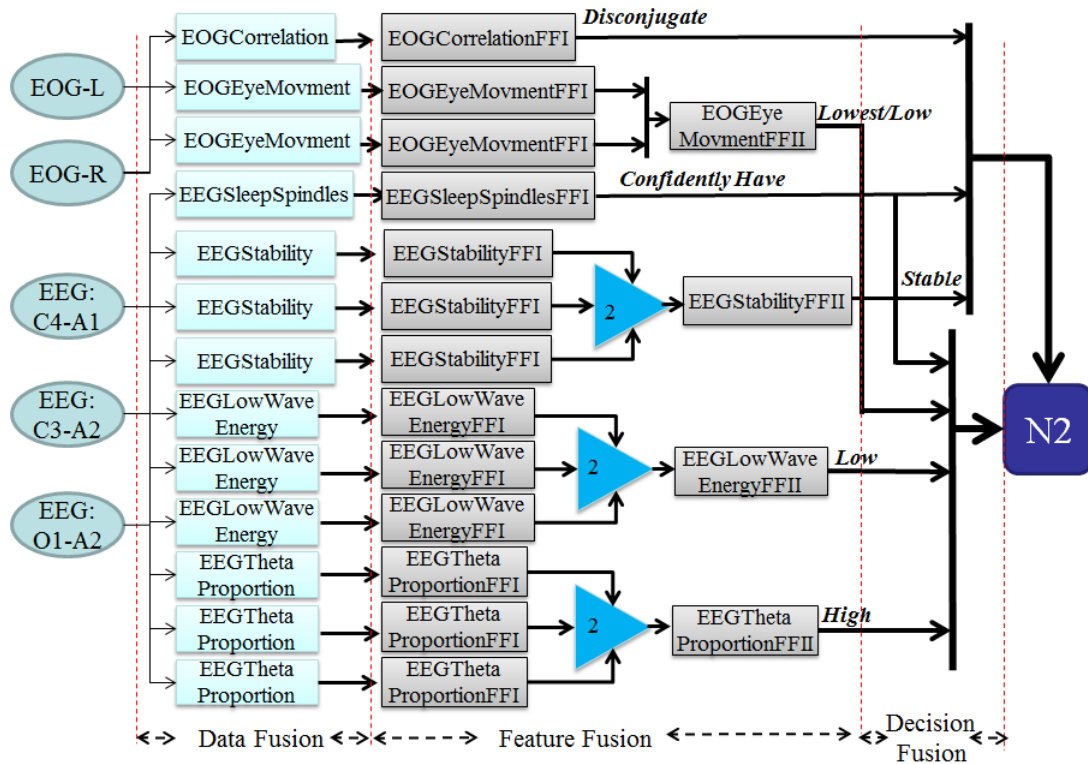 Disconjugate
EOG-L
EOG-R
EEG:
C4-A1
EEG:
C3-A2
EEG:
O1-A2
EOGCorrelation
EOGEyeMovment
EOGEyeMovment
EEGSleepSpindles
EEGStability
EEGStability
EEGStability
EEGLowWave
Energy
EEGLowWave
Energy
EEGLowWave
Energy
EEGTheta
Proportion
EEGTheta
Proportion
EEGTheta
Proportion
EOGCorrelationFFI
EOGEyeMovmentFFI
EOGEyeMovmentFFI
EEGSleepSpindlesFFI
EEGStabilityFFI
EEGStabilityFFI
EEGStabilityFFI
EEGLowWave
EnergyFFI
EEGLowWave
EnergyFFI
EEGLowWave
EnergyFFI
EEGTheta
ProportionFFI
EEGTheta
ProportionFFI
EEGTheta
ProportionFFI
2
2
2
EOGEye
MovmentFFII
Lowest/Low
Confidently Have
EEGStabilityFFII
Stable
EEGLowWave
EnergyFFII
Low
EEGTheta
ProportionFFII
High
N2
Data Fusion
Feature Fusion
Decision
Fusion